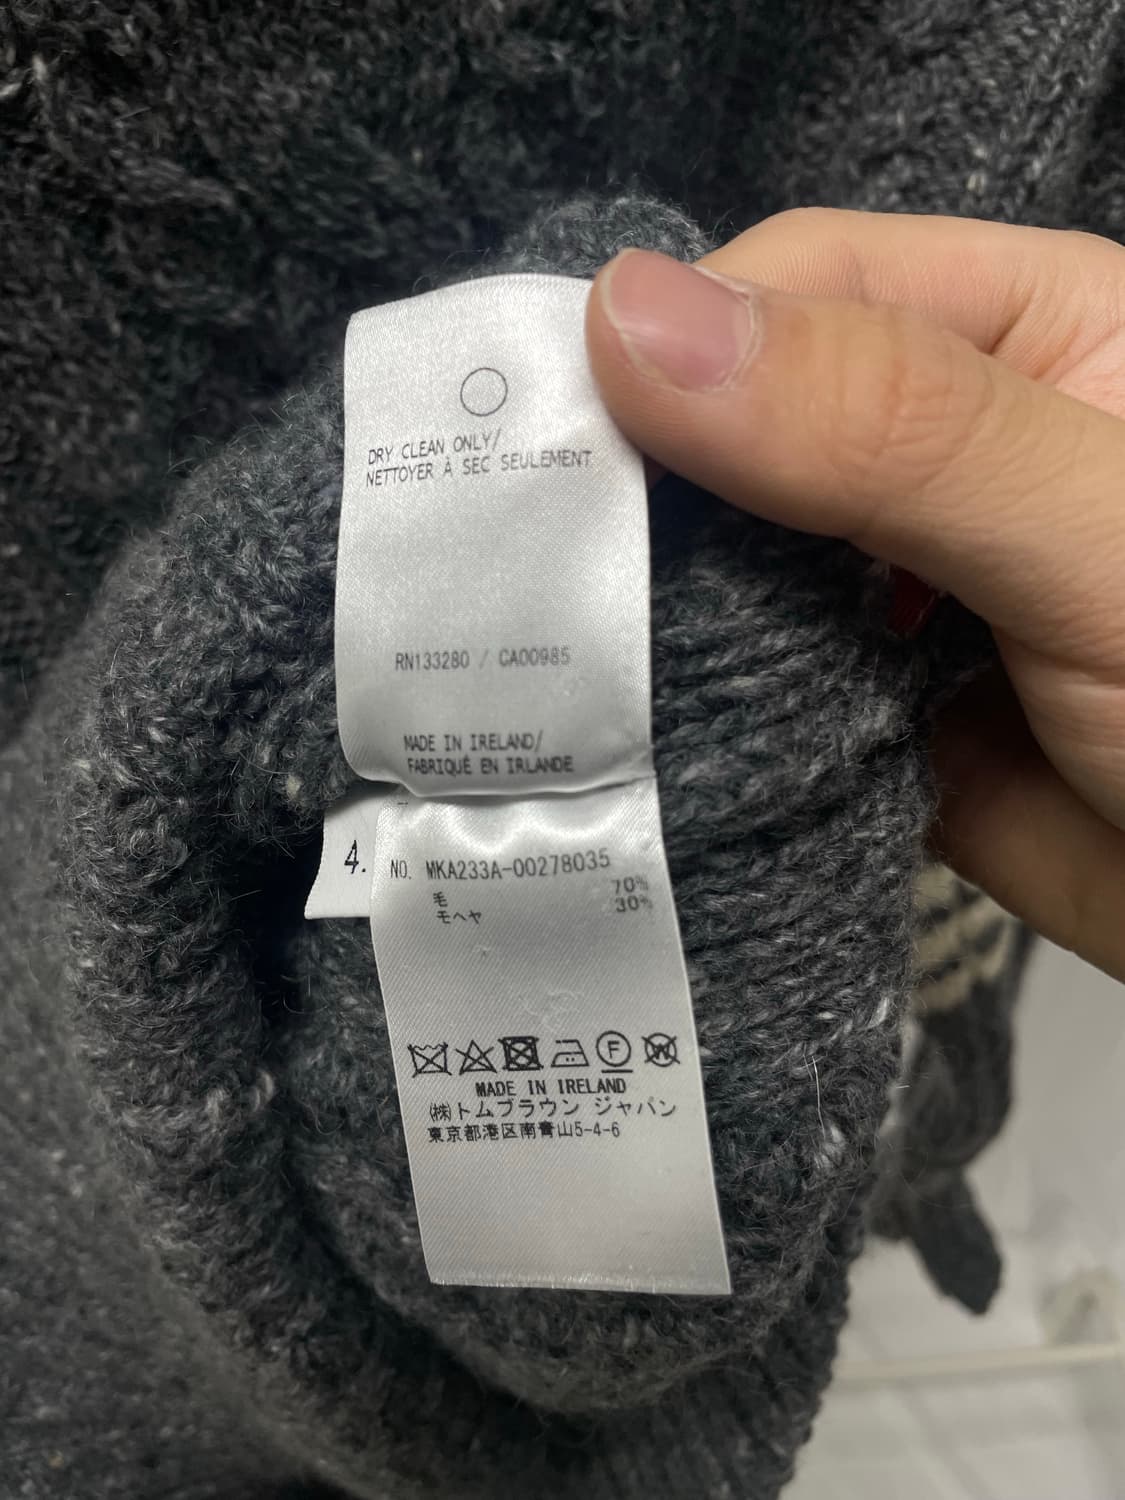 DRY CLEAN ONLY/
NETTOYER À SEC SEULEMENT
RN133280 / CA00985
MADE IN IRELAND/
FABRIQUÉ EN IRLANDE
4.
NO. MKA233A-00278035
毛 70%
モヘヤ 30%
F W
MADE IN IRELAND
㈱トムブラウン ジャパン
東京都港区南青山5-4-6